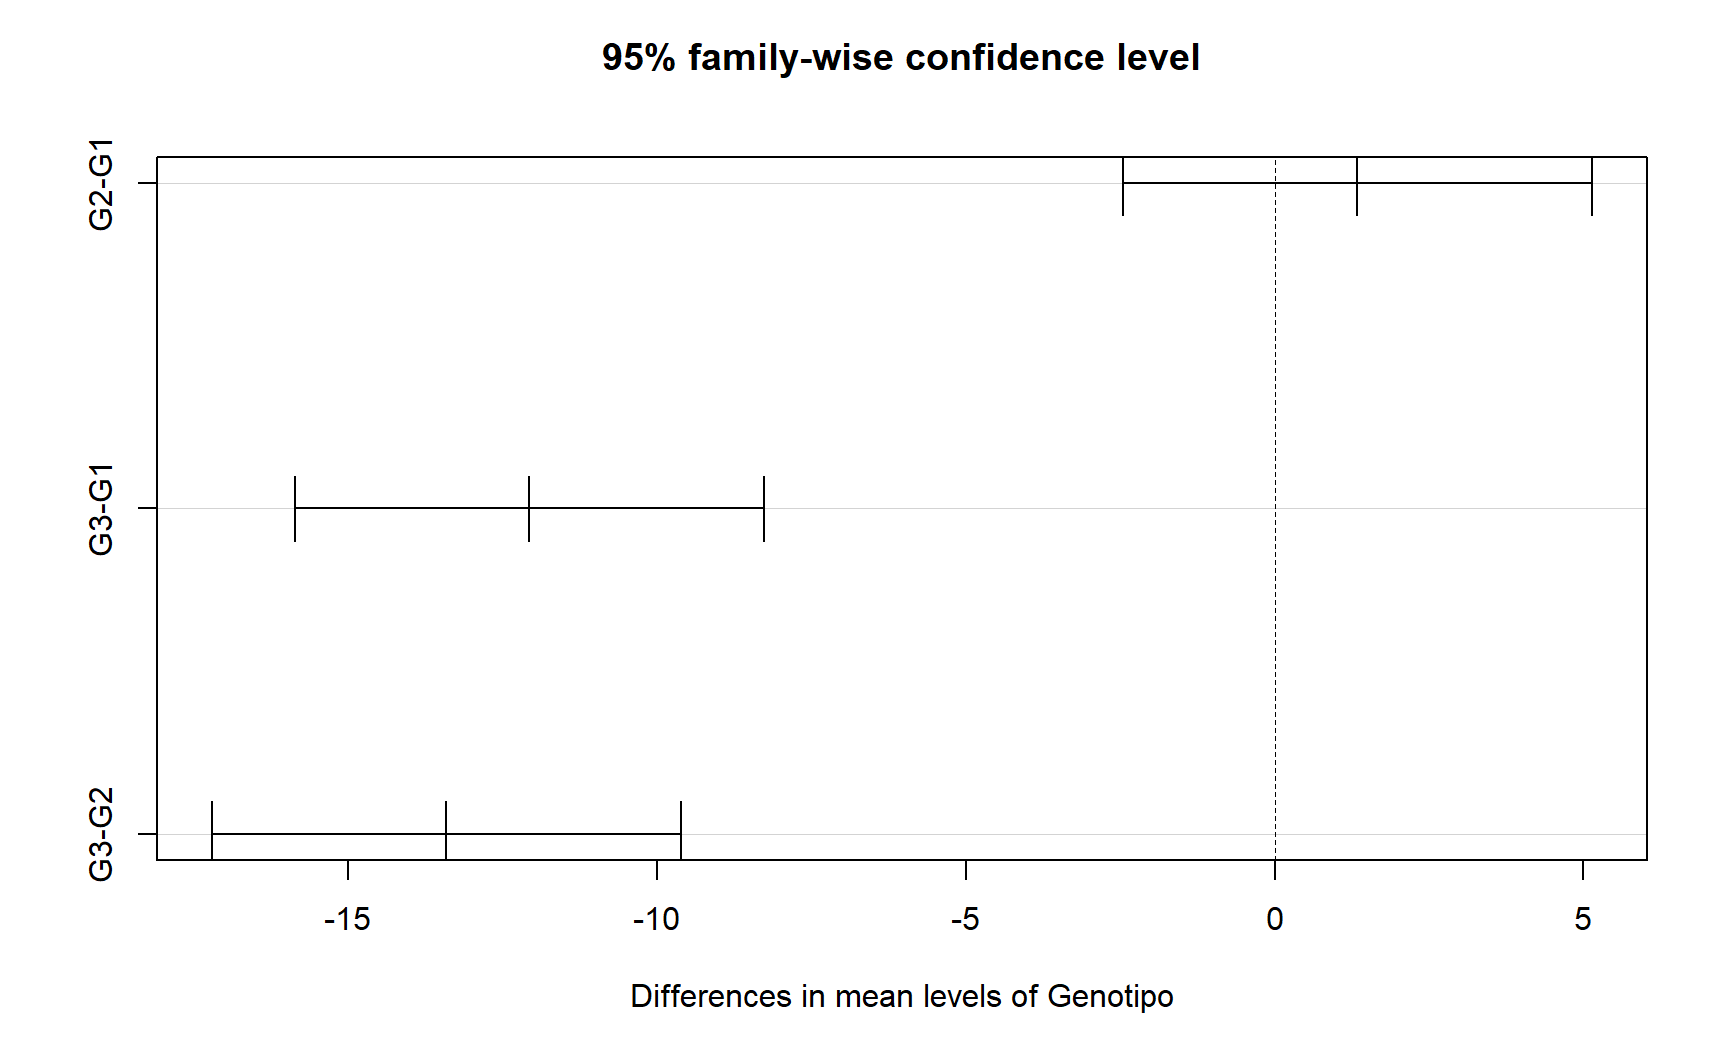 95% family-wise confidence level
G2-G1
G3-G1
G3-G2
-15 -10 -5 0 5
Differences in mean levels of Genotipo